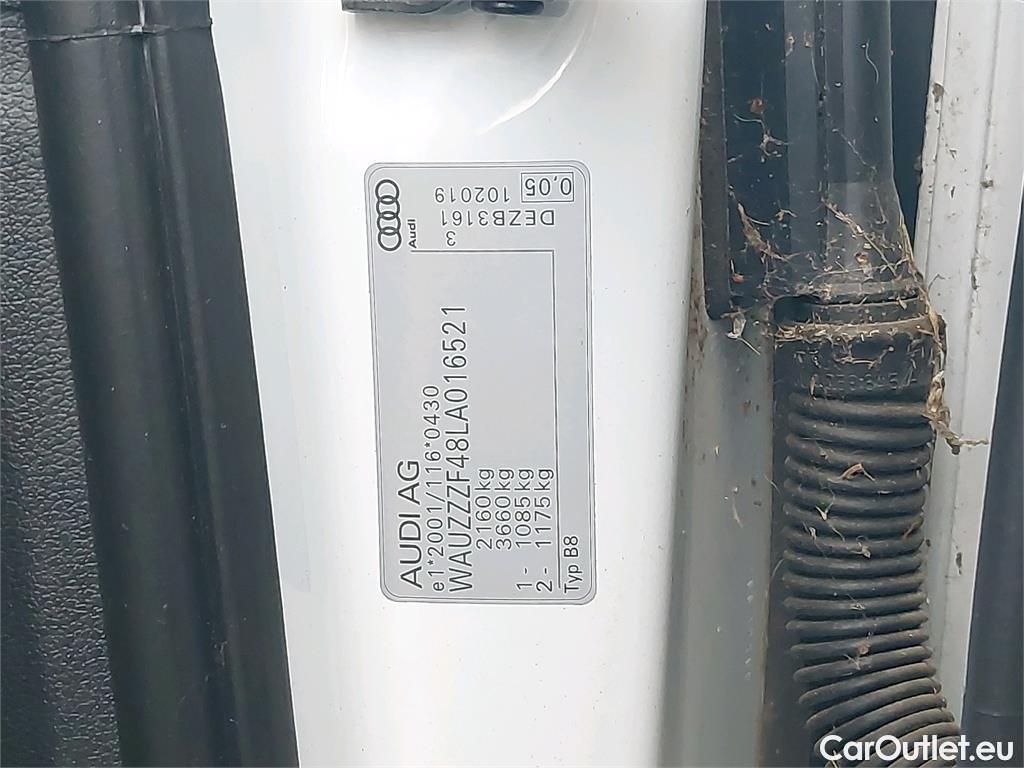 AUDI AG
e1*2001/116*0430
WAUZZZF48LA016521
2160kg
3660kg
1- 1085kg
2- 1175kg
Typ B8
Audi
3
102019
DEZB3161
0,05
CarOutlet.eu